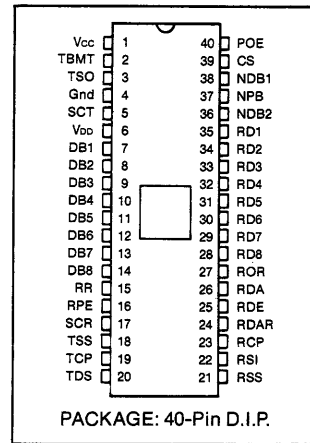 Vcc 1 40 POE
TBMT 2 39 CS
TSO 3 38 NDB1
Gnd 4 37 NPB
SCT 5 36 NDB2
VDD 6 35 RD1
DB1 7 34 RD2
DB2 8 33 RD3
DB3 9 32 RD4
DB4 10 31 RD5
DB5 11 30 RD6
DB6 12 29 RD7
DB7 13 28 RD8
DB8 14 27 ROR
RR 15 26 RDA
RPE 16 25 RDE
SCR 17 24 RDAR
TSS 18 23 RCP
TCP 19 22 RSI
TDS 20 21 RSS
PACKAGE: 40-Pin D.I.P.